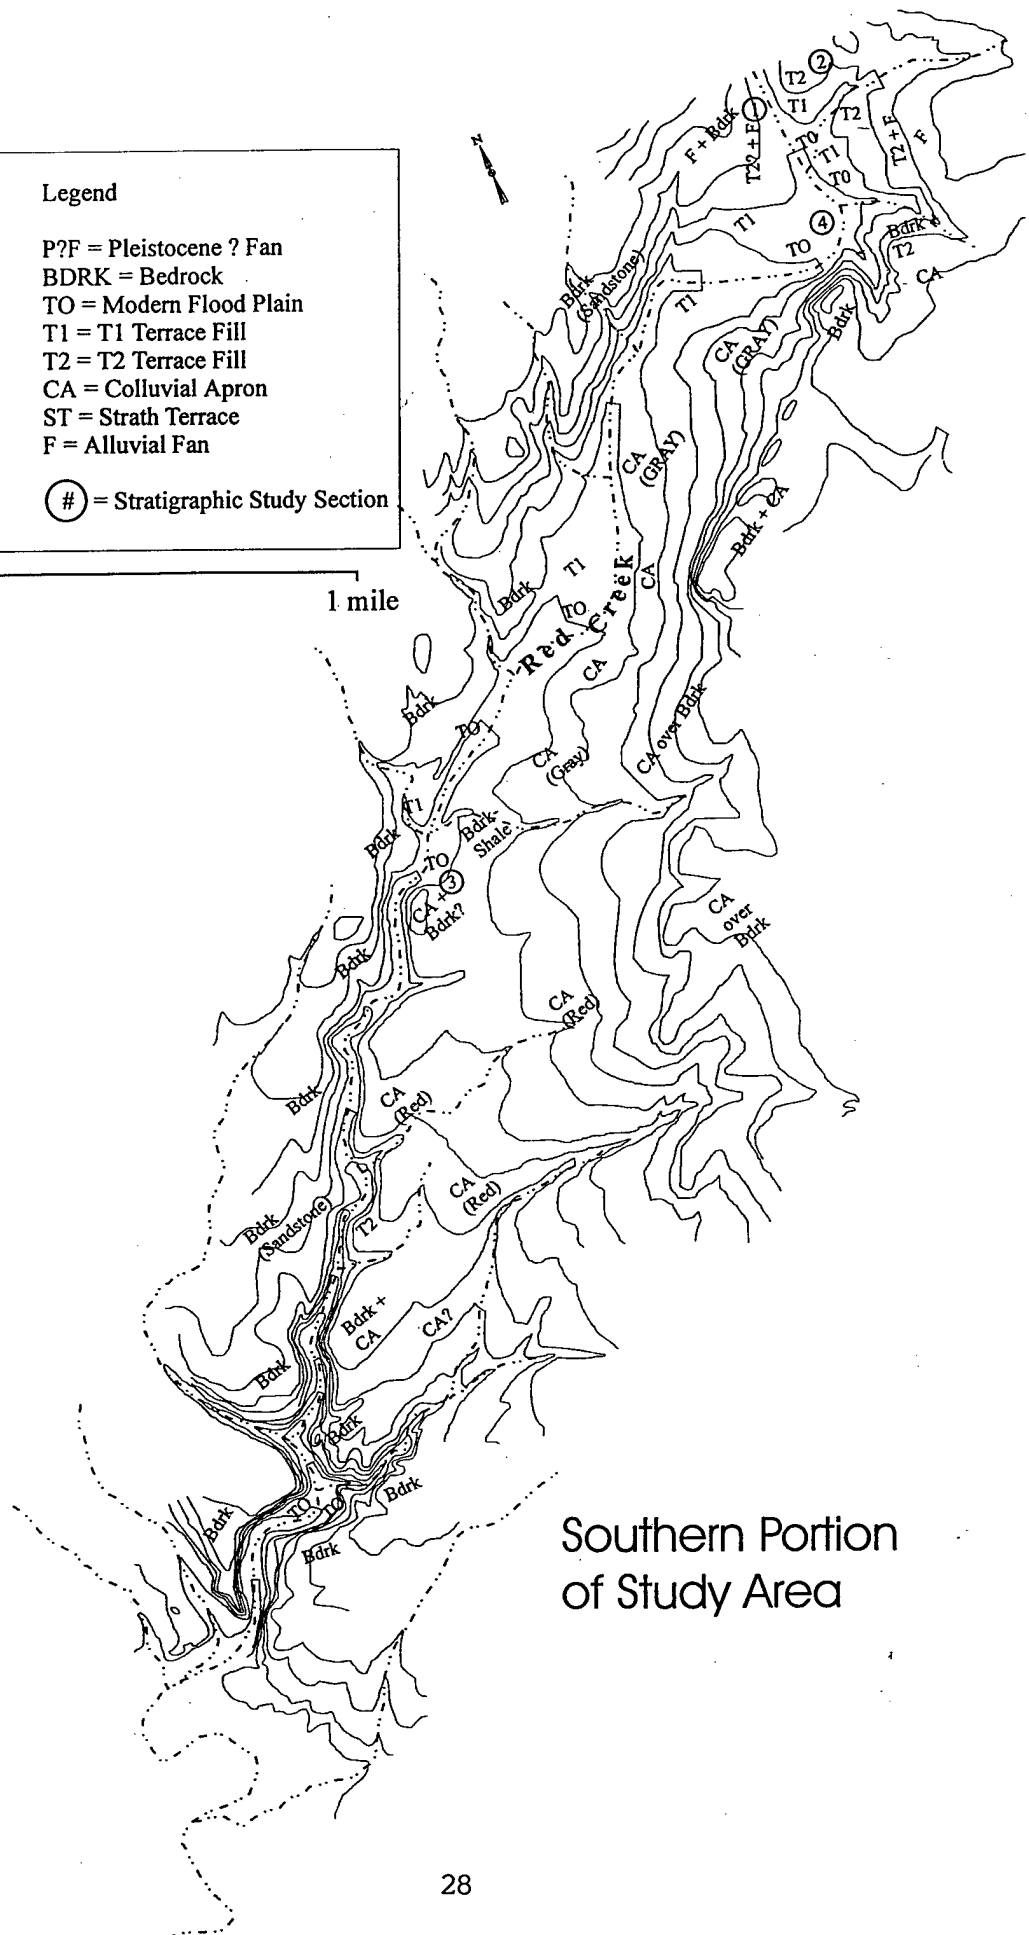 Legend
P?F = Pleistocene ? Fan
BDRK = Bedrock
TO = Modern Flood Plain
T1 = T1 Terrace Fill
T2 = T2 Terrace Fill
CA = Colluvial Apron
ST = Strath Terrace
F = Alluvial Fan
# = Stratigraphic Study Section
1 mile
N
2
T2
1
T1
T2
F + Bdrk
T2? + F
T2 + F
F
TO
T1
TO
T1
4
TO
Bdrk
T2
CA
Bdrk
(Sandstone)
T1
CA
(GRAY)
Bdrk
CA
(GRAY)
Bdrk + CA
T1
CA
Bdrk
TO
Red Creek
CA
Bdrk
TO
CA over Bdrk
CA
(Gray)
T1
Bdrk
Bdrk-
Shale
TO
3
CA +
Bdrk?
CA
over
Bdrk
Bdrk
CA
(Red)
Bdrk
CA
(Red)
CA
(Red)
Bdrk
(Sandstone)
T2
Bdrk +
CA
CA?
Bdrk
Bdrk
Bdrk
TO
TO
Bdrk
Bdrk
Southern Portion
of Study Area
28